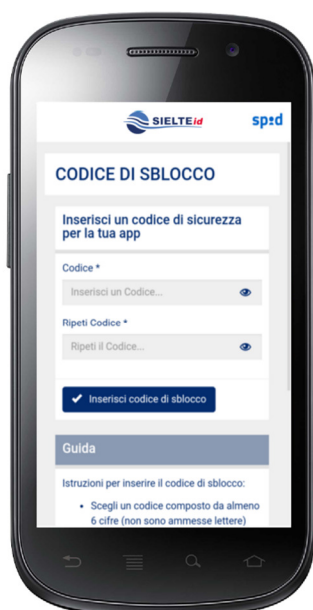 SIELTEid spid
CODICE DI SBLOCCO
Inserisci un codice di sicurezza
per la tua app
Codice *
Inserisci un Codice...
Ripeti Codice *
Ripeti il Codice...
Inserisci codice di sblocco
Guida
Istruzioni per inserire il codice di sblocco:
• Scegli un codice composto da almeno
6 cifre (non sono ammesse lettere)